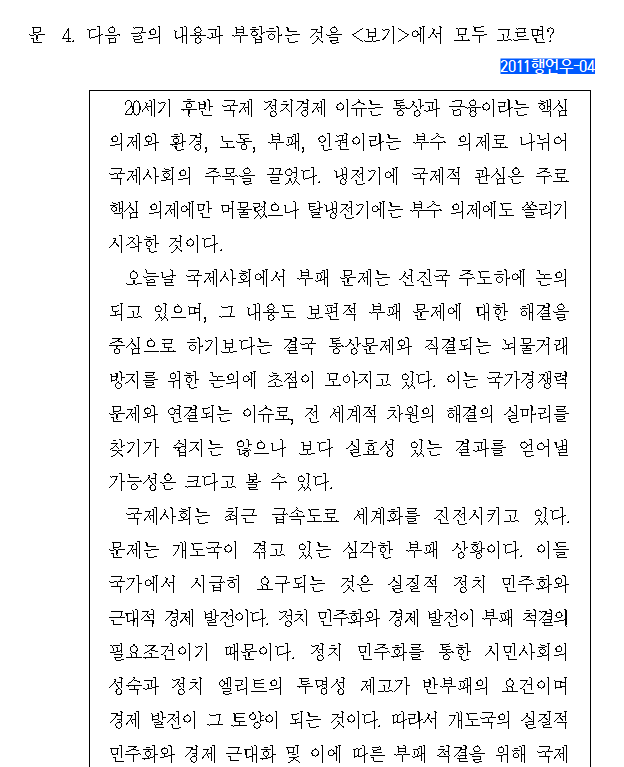 문 4. 다음 글의 내용과 부합하는 것을 <보기>에서 모두 고르면?
2011행언우-04
20세기 후반 국제 정치경제 이슈는 통상과 금융이라는 핵심
의제와 환경, 노동, 부패, 인권이라는 부수 의제로 나뉘어
국제사회의 주목을 끌었다. 냉전기에 국제적 관심은 주로
핵심 의제에만 머물렀으나 탈냉전기에는 부수 의제에도 쏠리기
시작한 것이다.
오늘날 국제사회에서 부패 문제는 선진국 주도하에 논의
되고 있으며, 그 내용도 보편적 부패 문제에 대한 해결을
중심으로 하기보다는 결국 통상문제와 직결되는 뇌물거래
방지를 위한 논의에 초점이 모아지고 있다. 이는 국가경쟁력
문제와 연결되는 이슈로, 전 세계적 차원의 해결의 실마리를
찾기가 쉽지는 않으나 보다 실효성 있는 결과를 얻어낼
가능성은 크다고 볼 수 있다.
국제사회는 최근 급속도로 세계화를 진전시키고 있다.
문제는 개도국이 겪고 있는 심각한 부패 상황이다. 이들
국가에서 시급히 요구되는 것은 실질적 정치 민주화와
근대적 경제 발전이다. 정치 민주화와 경제 발전이 부패 척결의
필요조건이기 때문이다. 정치 민주화를 통한 시민사회의
성숙과 정치 엘리트의 투명성 제고가 반부패의 요건이며
경제 발전이 그 토양이 되는 것이다. 따라서 개도국의 실질적
민주화와 경제 근대화 및 이에 따른 부패 척결을 위해 국제